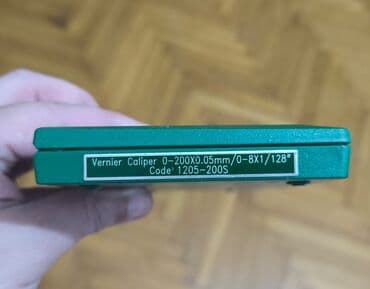 Vernier Caliper 0-200X0.05mm/0-8X1/128"
Code: 1205-200S